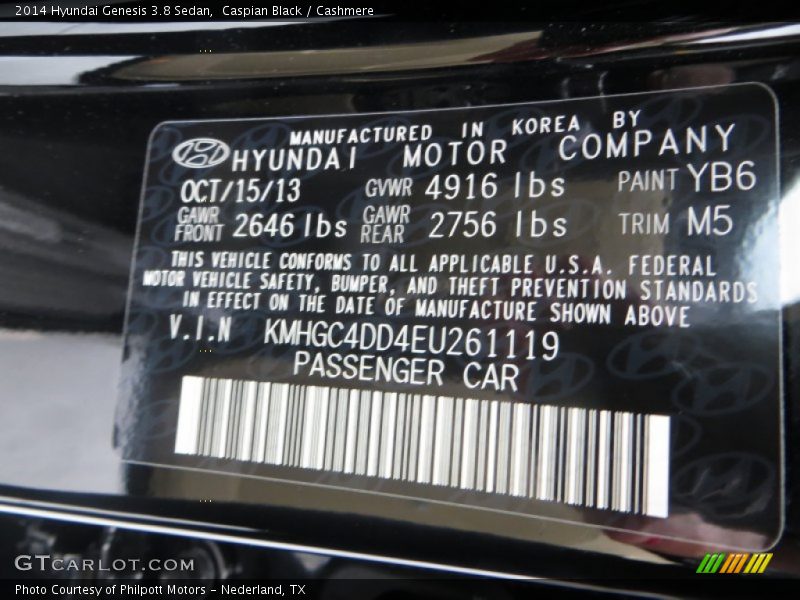 2014 Hyundai Genesis 3.8 Sedan, Caspian Black / Cashmere
MANUFACTURED IN KOREA BY
HYUNDAI MOTOR COMPANY
OCT/15/13 GVWR 4916 lbs PAINT YB6
GAWR FRONT 2646 lbs GAWR REAR 2756 lbs TRIM M5
THIS VEHICLE CONFORMS TO ALL APPLICABLE U.S.A. FEDERAL
MOTOR VEHICLE SAFETY, BUMPER, AND THEFT PREVENTION STANDARDS
IN EFFECT ON THE DATE OF MANUFACTURE SHOWN ABOVE
V.I.N KMHGC4DD4EU261119
PASSENGER CAR
GTCARLOT.COM
Photo Courtesy of Philpott Motors – Nederland, TX